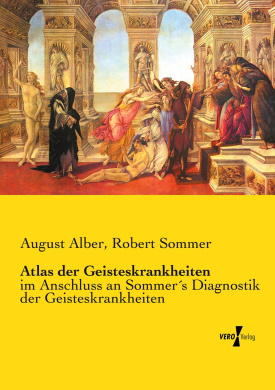 August Alber, Robert Sommer
Atlas der Geisteskrankheiten
im Anschluss an Sommer´s Diagnostik
der Geisteskrankheiten
VERO Verlag